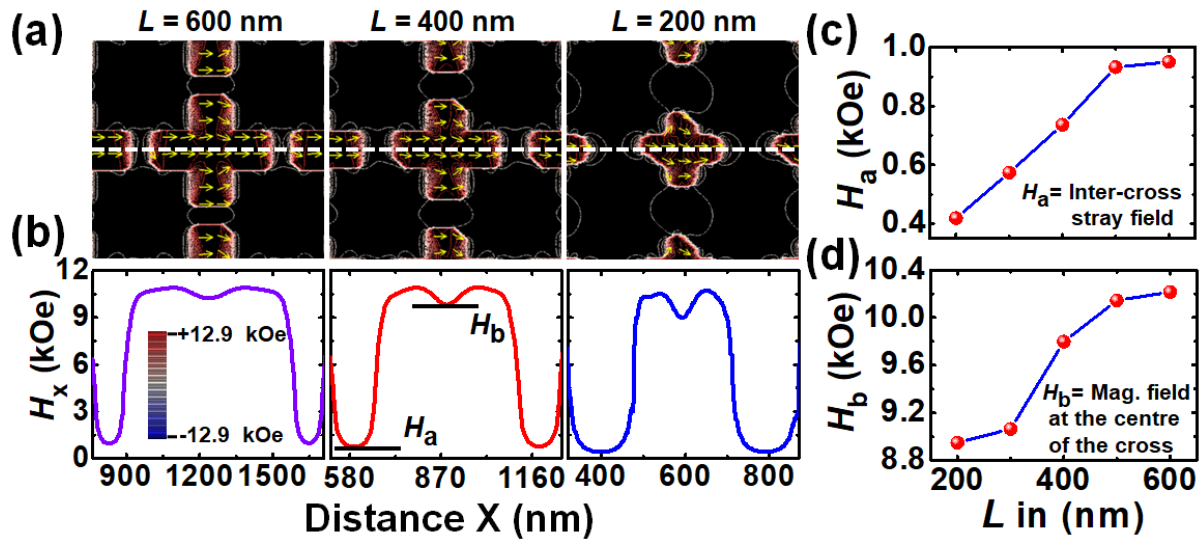 (a)
L = 600 nm
L = 400 nm
L = 200 nm
(b)
Hx (kOe)
12
9
6
3
0
+12.9 kOe
-12.9 kOe
Hb
Ha
900 1200 1500
580 870 1160
400 600 800
Distance X (nm)
(c)
Ha (kOe)
1.0
0.8
0.6
0.4
Ha= Inter-cross
stray field
(d)
Hb (kOe)
10.4
10.0
9.6
9.2
8.8
Hb= Mag. field
at the centre
of the cross
200 400 600
L in (nm)